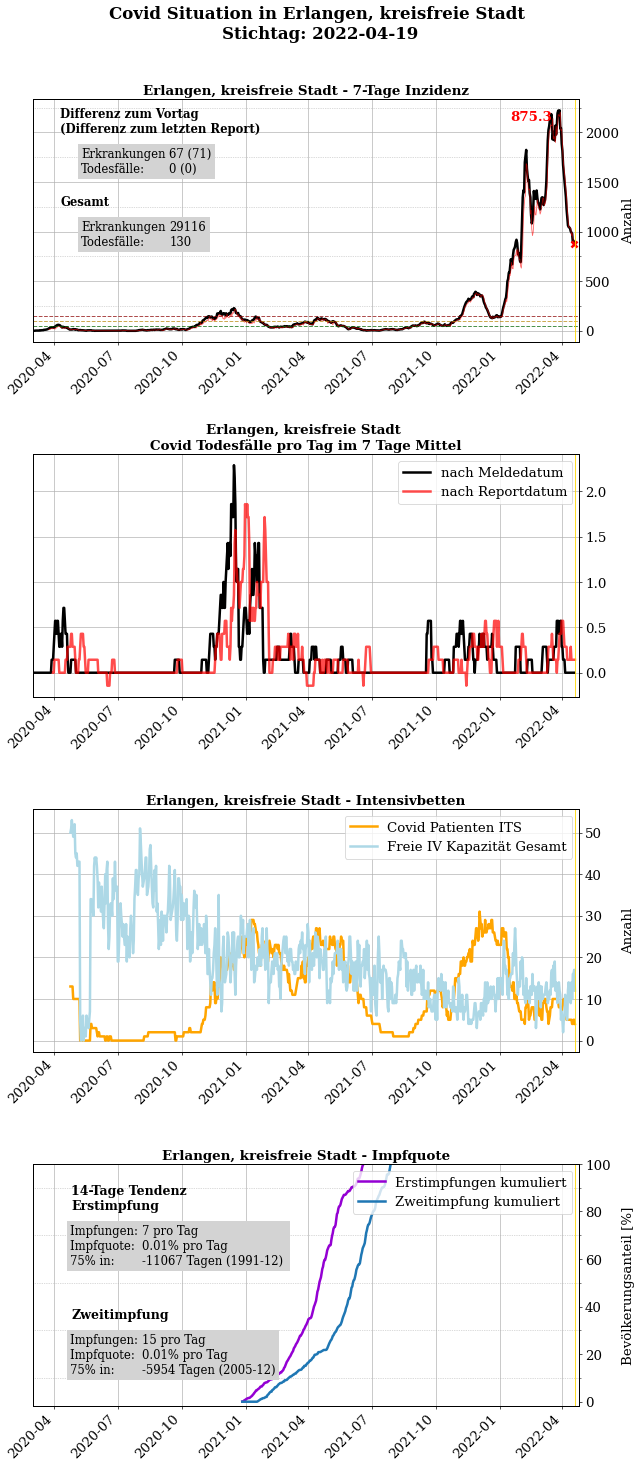 Covid Situation in Erlangen, kreisfreie Stadt
Stichtag: 2022-04-19
Erlangen, kreisfreie Stadt - 7-Tage Inzidenz
Differenz zum Vortag
(Differenz zum letzten Report)
Erkrankungen 67 (71)
Todesfälle: 0 (0)
Gesamt
Erkrankungen 29116
Todesfälle: 130
875.3
2000
1500
1000
500
0
Anzahl
2020-04 2020-07 2020-10 2021-01 2021-04 2021-07 2021-10 2022-01 2022-04
Erlangen, kreisfreie Stadt
Covid Todesfälle pro Tag im 7 Tage Mittel
nach Meldedatum
nach Reportdatum
2.0
1.5
1.0
0.5
0.0
2020-04 2020-07 2020-10 2021-01 2021-04 2021-07 2021-10 2022-01 2022-04
Erlangen, kreisfreie Stadt - Intensivbetten
Covid Patienten ITS
Freie IV Kapazität Gesamt
50
40
30
20
10
0
Anzahl
2020-04 2020-07 2020-10 2021-01 2021-04 2021-07 2021-10 2022-01 2022-04
Erlangen, kreisfreie Stadt - Impfquote
14-Tage Tendenz
Erstimpfung
Impfungen: 7 pro Tag
Impfquote: 0.01% pro Tag
75% in: -11067 Tagen (1991-12)
Zweitimpfung
Impfungen: 15 pro Tag
Impfquote: 0.01% pro Tag
75% in: -5954 Tagen (2005-12)
Erstimpfungen kumuliert
Zweitimpfung kumuliert
100
80
60
40
20
0
Bevölkerungsanteil [%]
2020-04 2020-07 2020-10 2021-01 2021-04 2021-07 2021-10 2022-01 2022-04